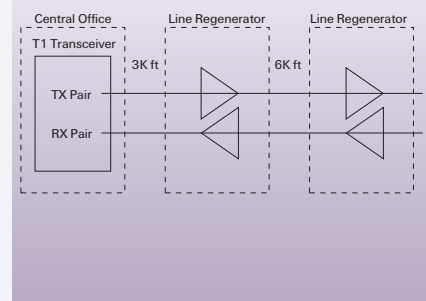 Central Office
Line Regenerator
Line Regenerator
T1 Transceiver
3K ft
6K ft
TX Pair
RX Pair